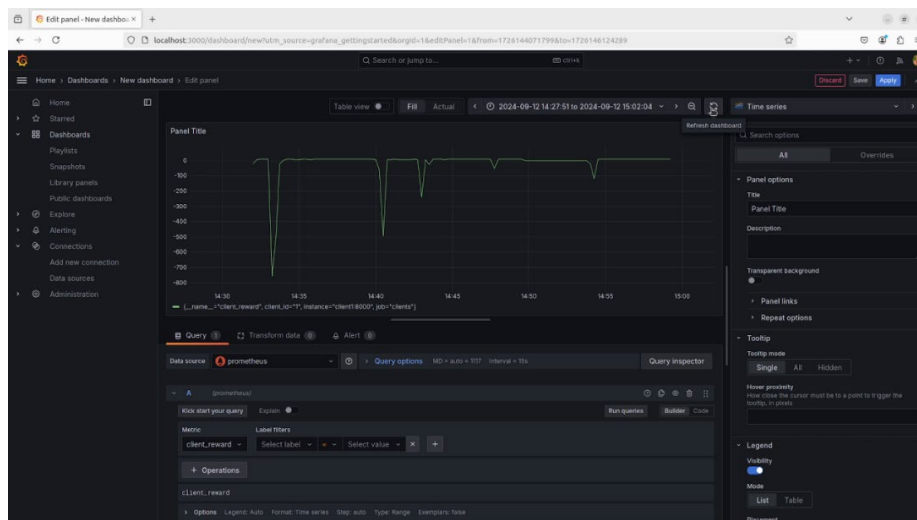 Edit panel - New dashboa
localhost:3000/dashboard/new?utm_source=grafana_gettingstarted&orgId=1&editPanel=1&from=1726144071799&to=1726146124289
Search or jump to...
ctrl+k
Home > Dashboards > New dashboard > Edit panel
Discard Save Apply
Home
Starred
Dashboards
Playlists
Snapshots
Library panels
Public dashboards
Explore
Alerting
Connections
Add new connection
Data sources
Administration
Table view Fill Actual 2024-09-12 14:27:51 to 2024-09-12 15:02:04
Refresh dashboard
Panel Title
0
-100
-200
-300
-400
-500
-600
-700
-800
14:30 14:35 14:40 14:45 14:50 14:55 15:00
{__name__="client_reward", client_id="1", instance="client1:8000", job="clients"}
Query 1 Transform data 0 Alert 0
Data source prometheus Query options Interval = 15s Query inspector
A (prometheus)
Kick start your query Explain Run queries Builder Code
Metric Label filters
client_reward Select label = Select value
+ Operations
client_reward
Options Legend: Auto Format: Time series Step: auto Type: Range Exemplars: false
Time series
Search options
All Overrides
Panel options
Title
Panel Title
Description
Transparent background
Panel links
Repeat options
Tooltip
Tooltip mode
Single All Hidden
Hover proximity
How close the cursor must be to a point to trigger the
tooltip, in pixels
Legend
Visibility
Mode
List Table